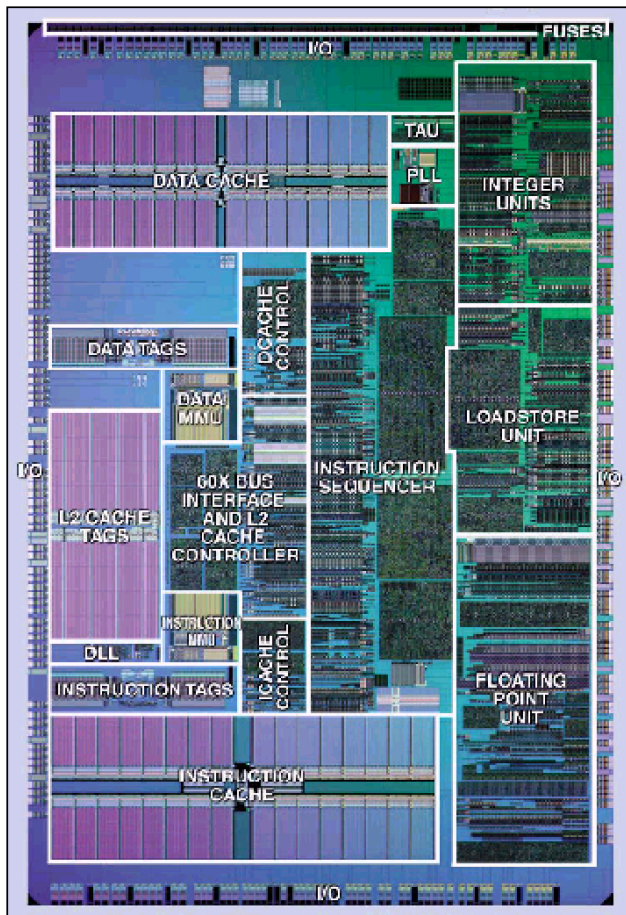 FUSES
I/O
TAU
DATA CACHE
PLL
INTEGER
UNITS
DCACHE
CONTROL
DATA TAGS
DATA
MMU
LOADSTORE
UNIT
I/O
60X BUS
INTERFACE
AND L2
CACHE
CONTROLLER
INSTRUCTION
SEQUENCER
I/O
L2 CACHE
TAGS
INSTRUCTION
MMU
DLL
ICACHE
CONTROL
INSTRUCTION TAGS
FLOATING
POINT
UNIT
INSTRUCTION
CACHE
I/O